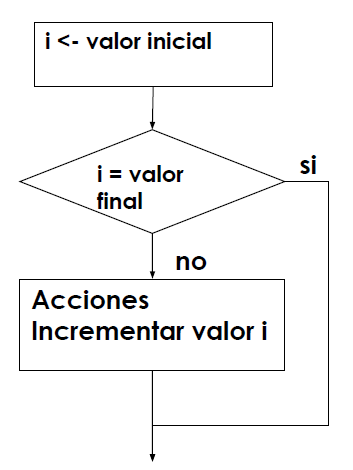 i <- valor inicial
i = valor
final
si
no
Acciones
Incrementar valor i